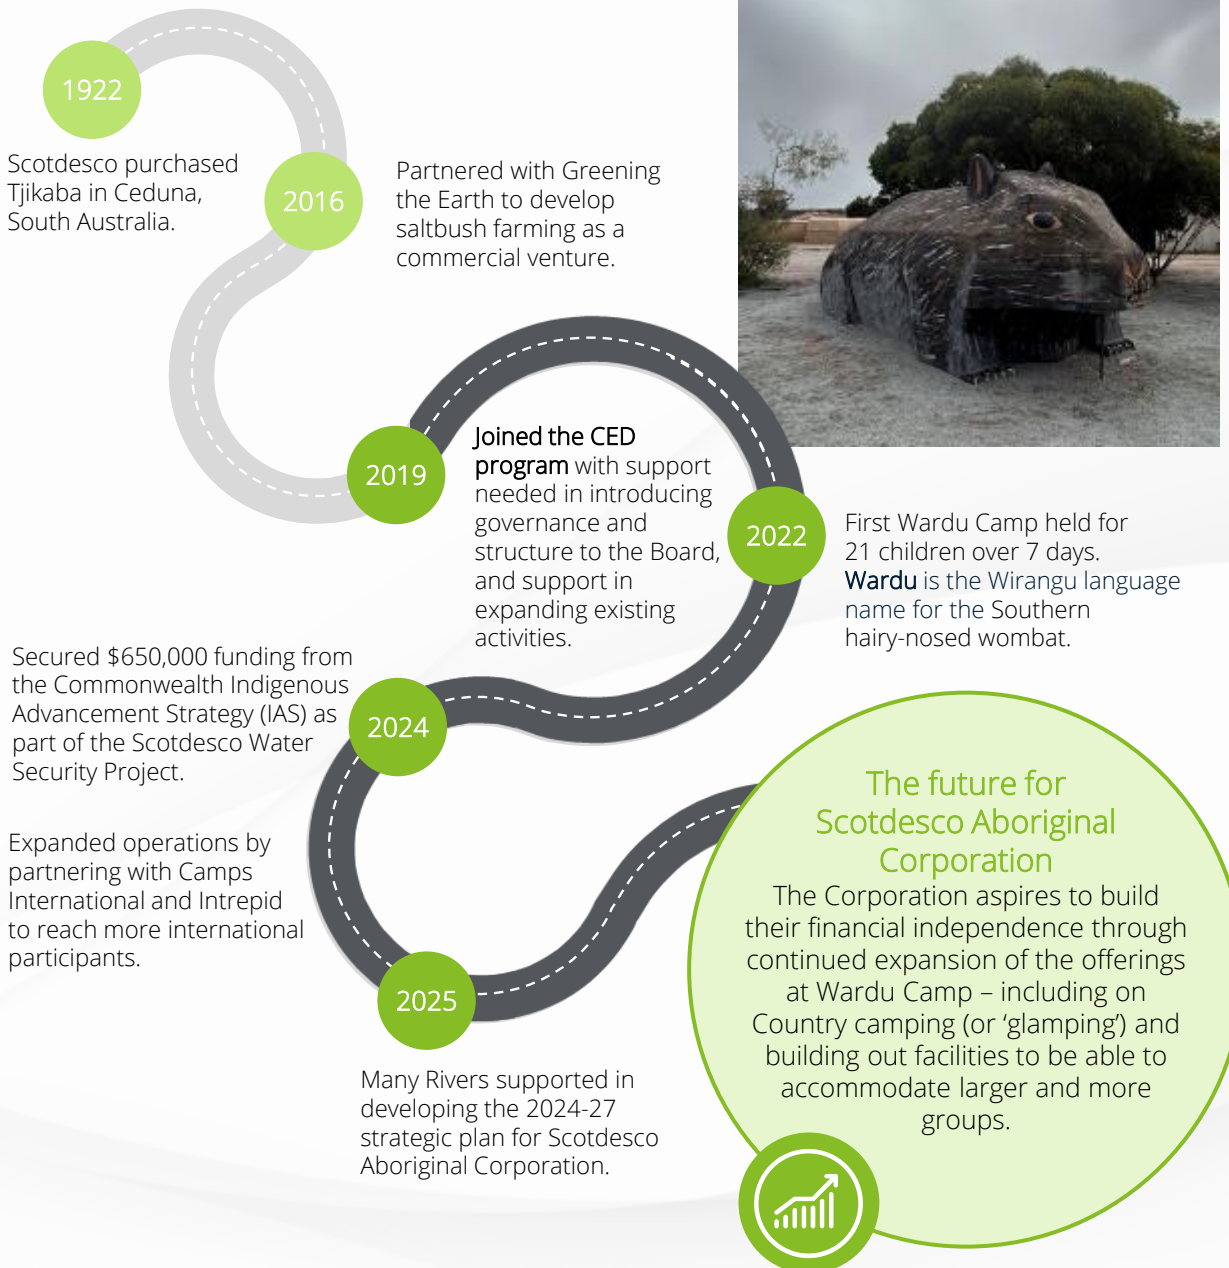 1922
Scotdesco purchased
Tjikaba in Ceduna,
South Australia.
2016
Partnered with Greening
the Earth to develop
saltbush farming as a
commercial venture.
2019
Joined the CED
program with support
needed in introducing
governance and
structure to the Board,
and support in
expanding existing
activities.
2022
First Wardu Camp held for
21 children over 7 days.
Wardu is the Wirangu language
name for the Southern
hairy-nosed wombat.
2024
Secured $650,000 funding from
the Commonwealth Indigenous
Advancement Strategy (IAS) as
part of the Scotdesco Water
Security Project.
Expanded operations by
partnering with Camps
International and Intrepid
to reach more international
participants.
2025
Many Rivers supported in
developing the 2024-27
strategic plan for Scotdesco
Aboriginal Corporation.
The future for
Scotdesco Aboriginal
Corporation
The Corporation aspires to build
their financial independence through
continued expansion of the offerings
at Wardu Camp – including on
Country camping (or ‘glamping’) and
building out facilities to be able to
accommodate larger and more
groups.